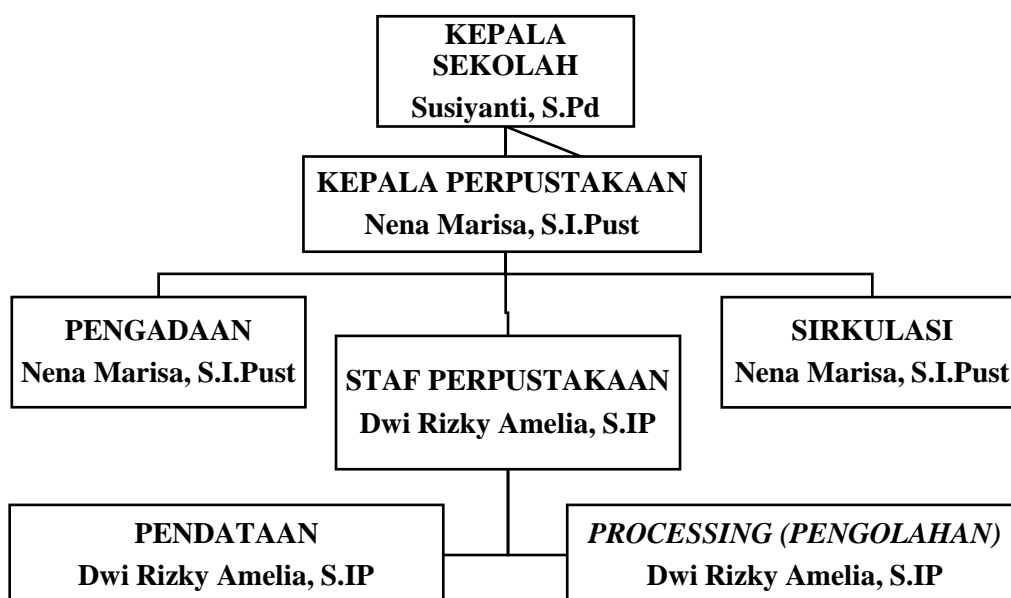 KEPALA
SEKOLAH
Susiyanti, S.Pd
KEPALA PERPUSTAKAAN
Nena Marisa, S.I.Pust
PENGADAAN
Nena Marisa, S.I.Pust
STAF PERPUSTAKAAN
Dwi Rizky Amelia, S.IP
SIRKULASI
Nena Marisa, S.I.Pust
PENDATAAN
Dwi Rizky Amelia, S.IP
PROCESSING (PENGOLAHAN)
Dwi Rizky Amelia, S.IP